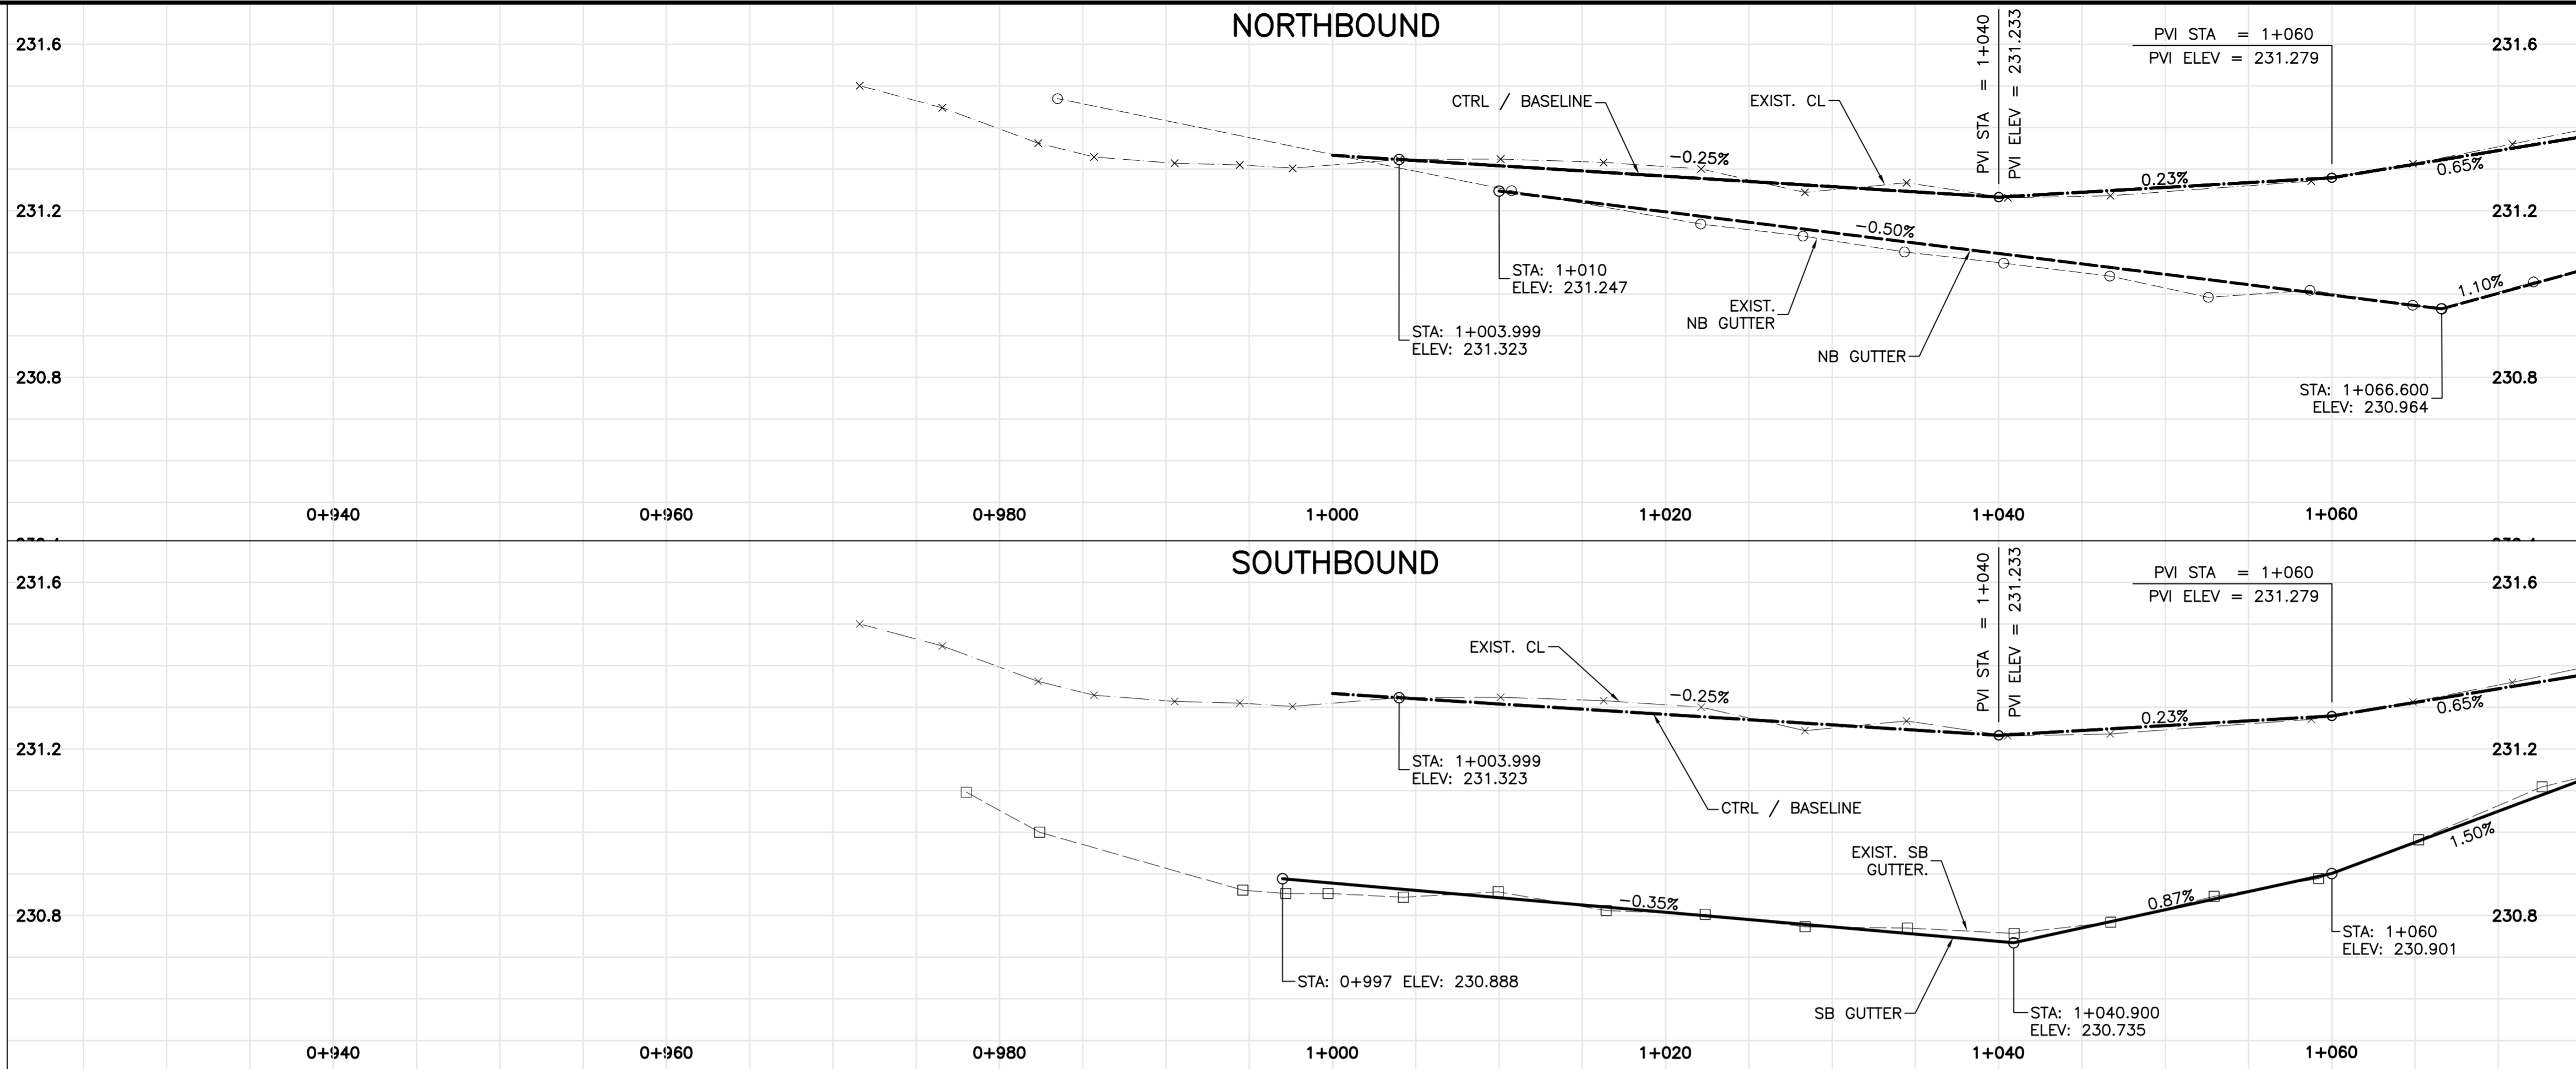 NORTHBOUND
231.6
231.2
230.8
PVI STA = 1+040
PVI ELEV = 231.233
PVI STA = 1+060
PVI ELEV = 231.279
231.6
231.2
230.8
CTRL / BASELINE
EXIST. CL
-0.25%
0.23%
0.65%
-0.50%
1.10%
STA: 1+010
ELEV: 231.247
EXIST.
NB GUTTER
STA: 1+003.999
ELEV: 231.323
NB GUTTER
STA: 1+066.600
ELEV: 230.964
0+940
0+960
0+980
1+000
1+020
1+040
1+060
SOUTHBOUND
231.6
231.2
230.8
PVI STA = 1+040
PVI ELEV = 231.233
PVI STA = 1+060
PVI ELEV = 231.279
231.6
231.2
230.8
EXIST. CL
-0.25%
0.23%
0.65%
STA: 1+003.999
ELEV: 231.323
CTRL / BASELINE
EXIST. SB
GUTTER.
1.50%
-0.35%
0.87%
STA: 1+060
ELEV: 230.901
STA: 0+997 ELEV: 230.888
SB GUTTER
STA: 1+040.900
ELEV: 230.735
0+940
0+960
0+980
1+000
1+020
1+040
1+060